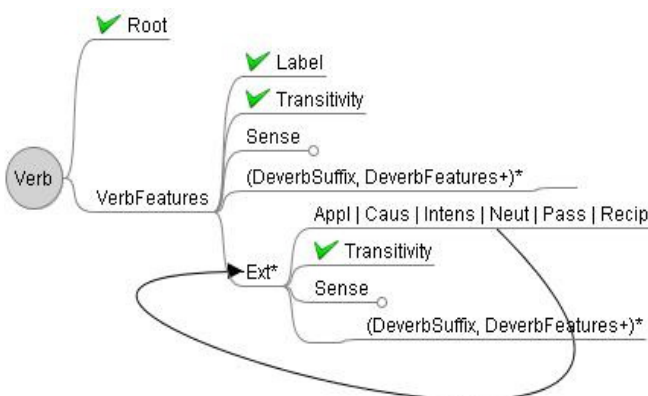 Root
Label
Transitivity
Sense
Verb
(DeverbSuffix, DeverbFeatures+)*
VerbFeatures
Appl | Caus | Intens | Neut | Pass | Recip
Transitivity
Ext*
Sense
(DeverbSuffix, DeverbFeatures+)*